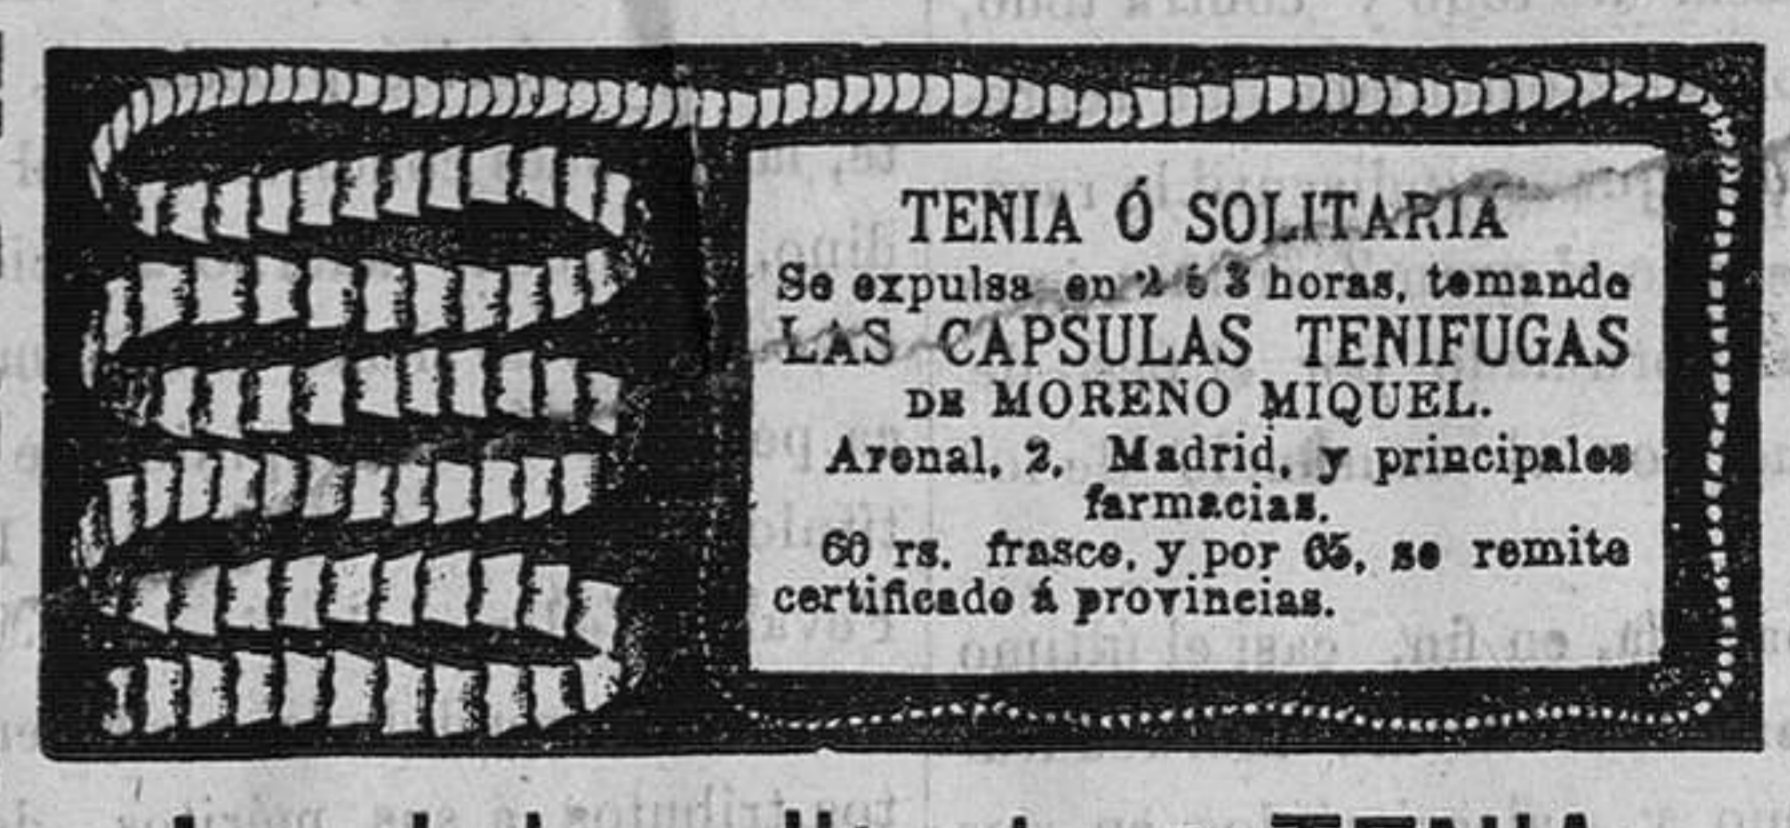 TENIA Ó SOLITARIA
Se expulsa en 2 ó 3 horas, tomando
LAS CAPSULAS TENIFUGAS
DE MORENO MIQUEL.
Arenal, 2, Madrid, y principales
farmacias.
60 rs. frasco, y por 65, se remite
certificado á provincias.